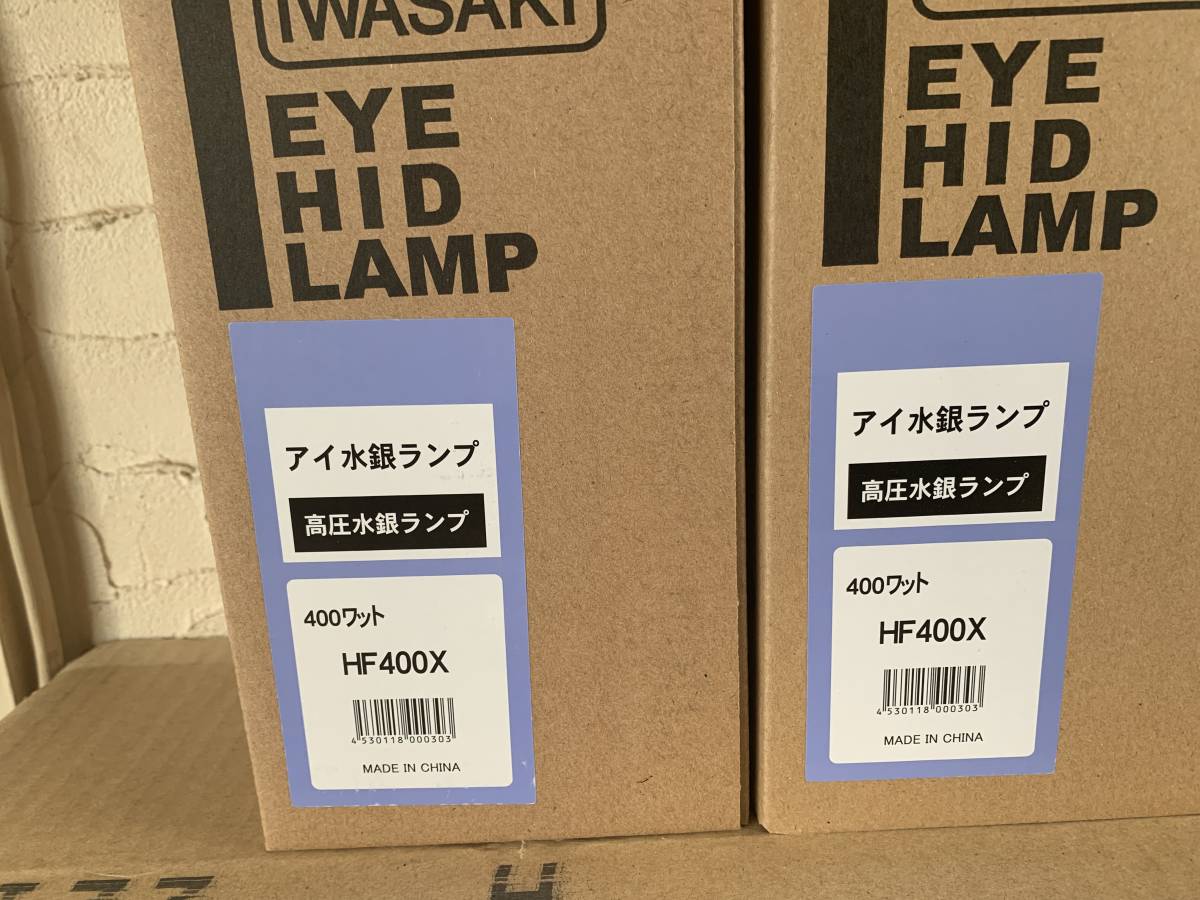 IWASAKI
EYE
HID
LAMP
アイ水銀ランプ
高圧水銀ランプ
400ワット
HF400X
4 530118 000303
MADE IN CHINA
EYE
HID
LAMP
アイ水銀ランプ
高圧水銀ランプ
400ワット
HF400X
4 530118 000303
MADE IN CHINA